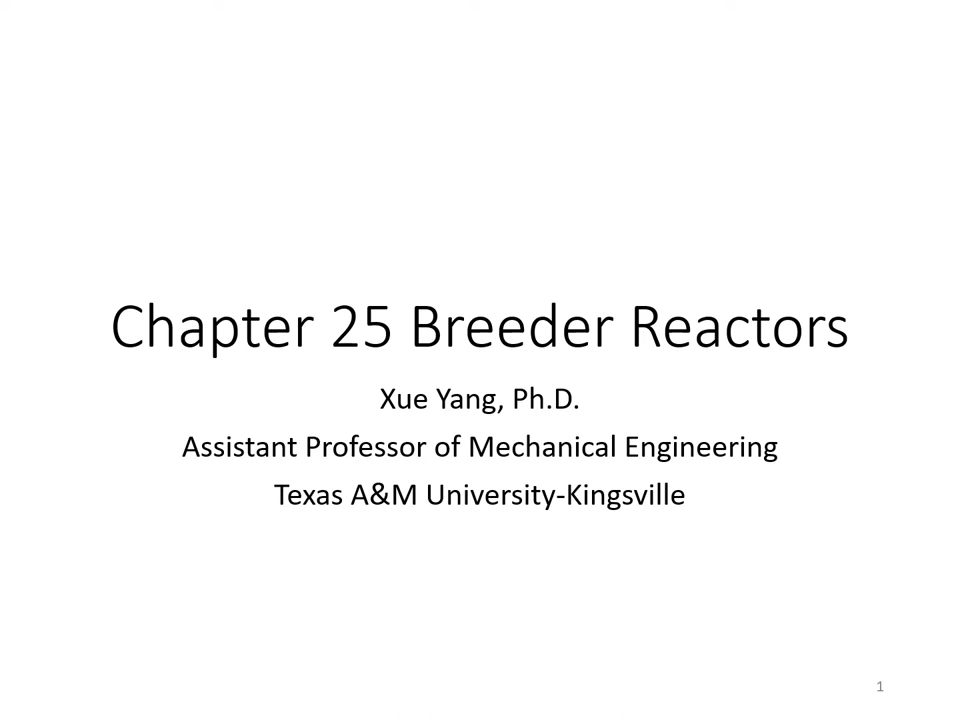 Chapter 25 Breeder Reactors
Xue Yang, Ph.D.
Assistant Professor of Mechanical Engineering
Texas A&M University-Kingsville
1